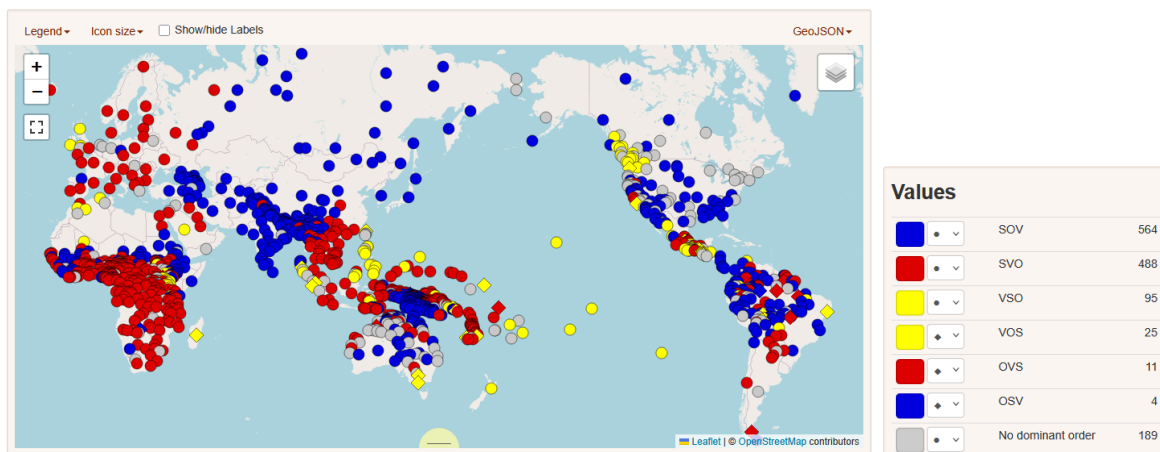 Legend▾ Icon size▾ Show/hide Labels GeoJSON▾
+
−
Leaflet | © OpenStreetMap contributors
Values
SOV 564
SVO 488
VSO 95
VOS 25
OVS 11
OSV 4
No dominant order 189